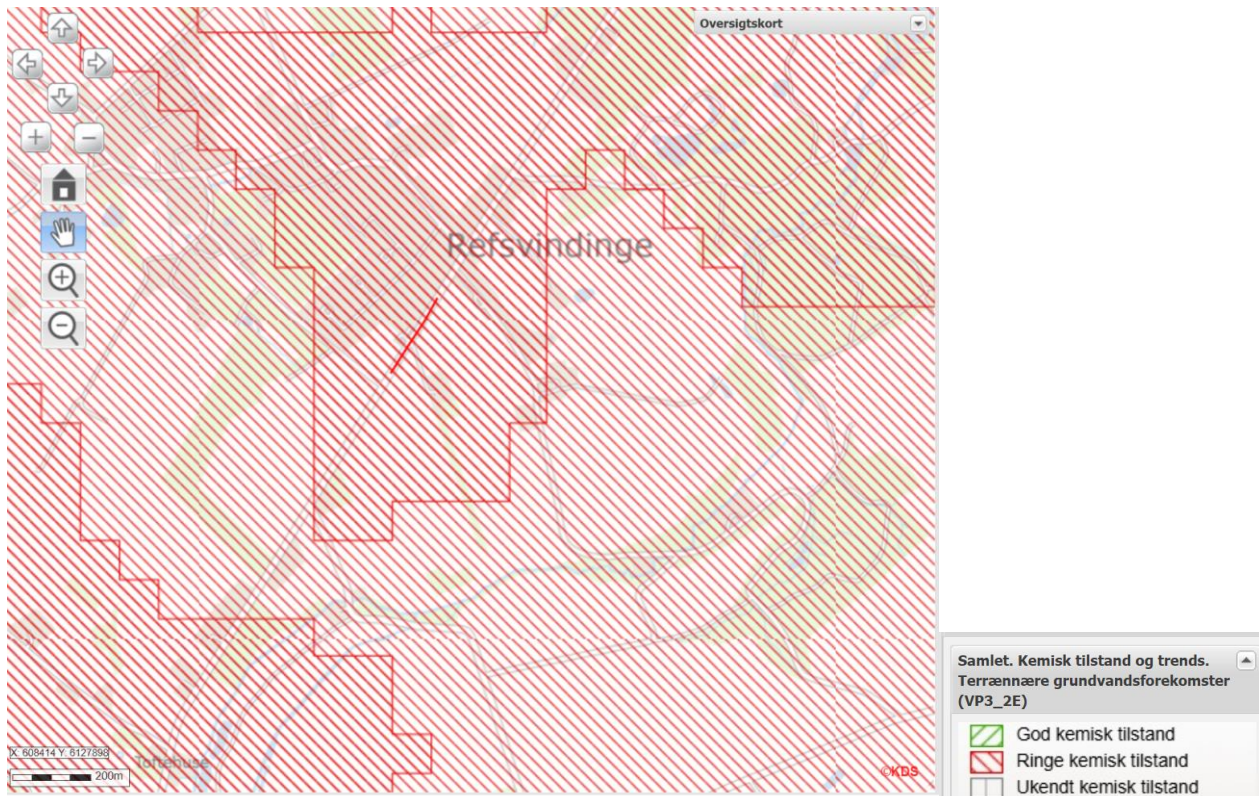 Oversigtskort
Refsvindinge
X: 608414 Y: 6127898
Toftehuse
200m
©KDS
Samlet. Kemisk tilstand og trends.
Terrænnære grundvandsforekomster
(VP3_2E)
God kemisk tilstand
Ringe kemisk tilstand
Ukendt kemisk tilstand